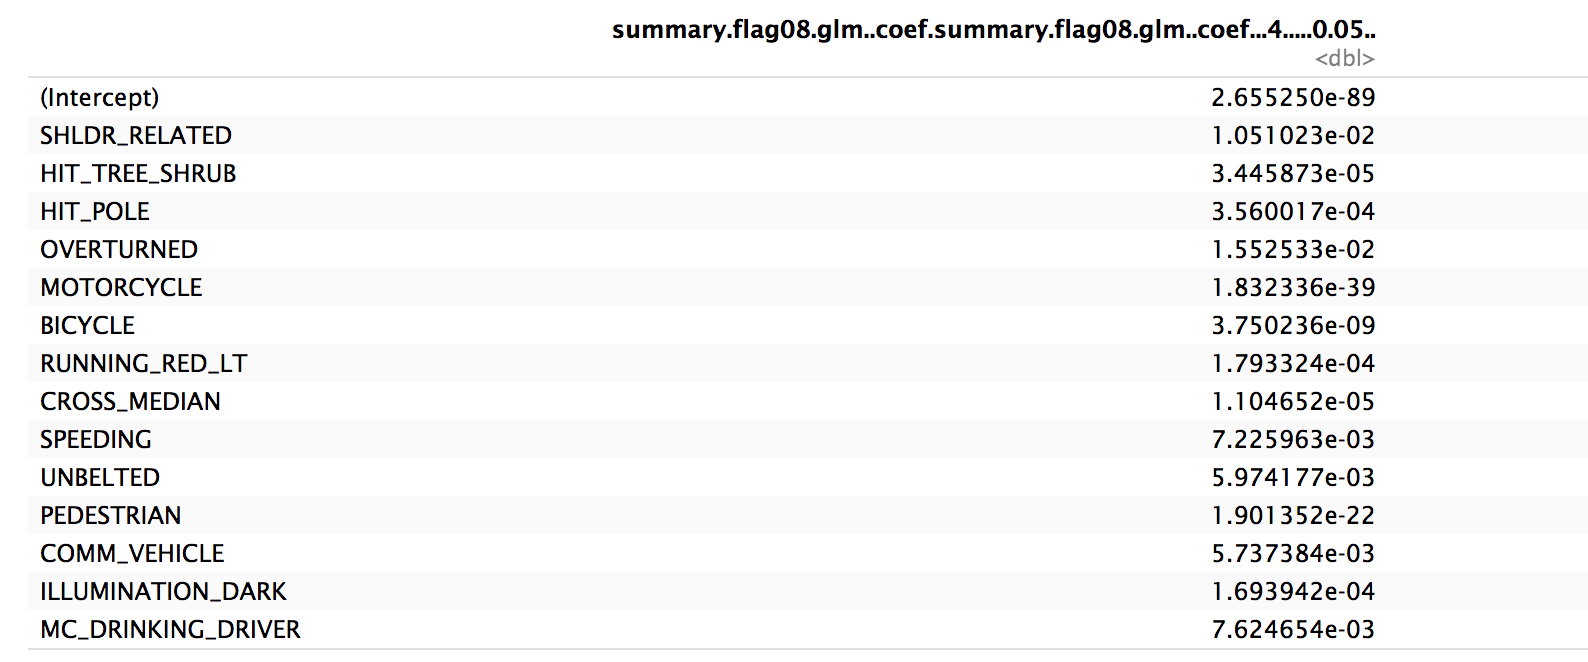 summary.flag08.glm..coef.summary.flag08.glm..coef...4.....0.05..
<dbl>
(Intercept) 2.655250e-89
SHLDR_RELATED 1.051023e-02
HIT_TREE_SHRUB 3.445873e-05
HIT_POLE 3.560017e-04
OVERTURNED 1.552533e-02
MOTORCYCLE 1.832336e-39
BICYCLE 3.750236e-09
RUNNING_RED_LT 1.793324e-04
CROSS_MEDIAN 1.104652e-05
SPEEDING 7.225963e-03
UNBELTED 5.974177e-03
PEDESTRIAN 1.901352e-22
COMM_VEHICLE 5.737384e-03
ILLUMINATION_DARK 1.693942e-04
MC_DRINKING_DRIVER 7.624654e-03